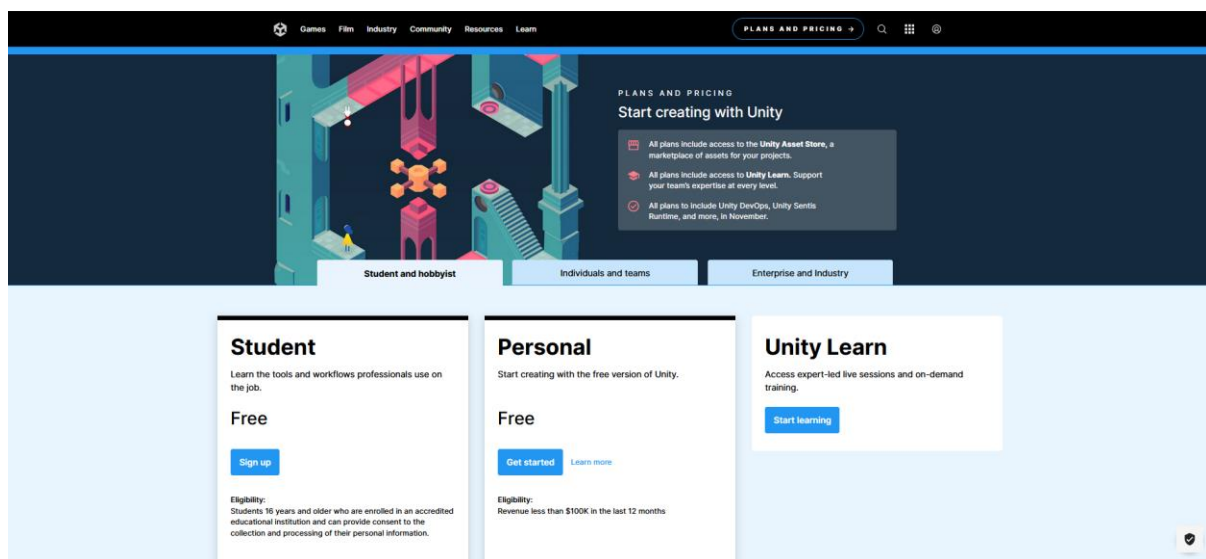 Games Film Industry Community Resources Learn
PLANS AND PRICING →
PLANS AND PRICING
Start creating with Unity
All plans include access to the Unity Asset Store, a
marketplace of assets for your projects.
All plans include access to Unity Learn. Support
your team's expertise at every level.
All plans to include Unity DevOps, Unity Sentis
Runtime, and more, in November.
Student and hobbyist
Individuals and teams
Enterprise and Industry
Student
Learn the tools and workflows professionals use on
the job.
Free
Sign up
Eligibility:
Students 16 years and older who are enrolled in an accredited
educational institution and can provide consent to the
collection and processing of their personal information.
Personal
Start creating with the free version of Unity.
Free
Get started Learn more
Eligibility:
Revenue less than $100K in the last 12 months
Unity Learn
Access expert-led live sessions and on-demand
training.
Start learning